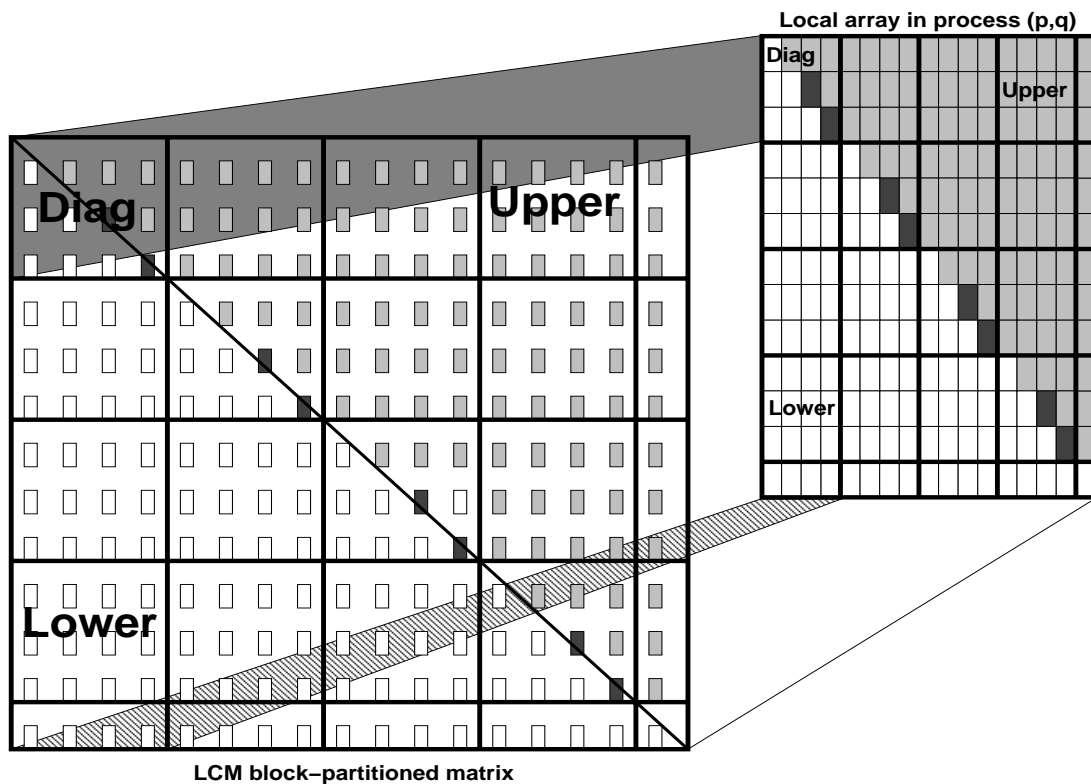 Local array in process (p,q)
Diag
Upper
Lower
Diag
Upper
Lower
LCM block–partitioned matrix